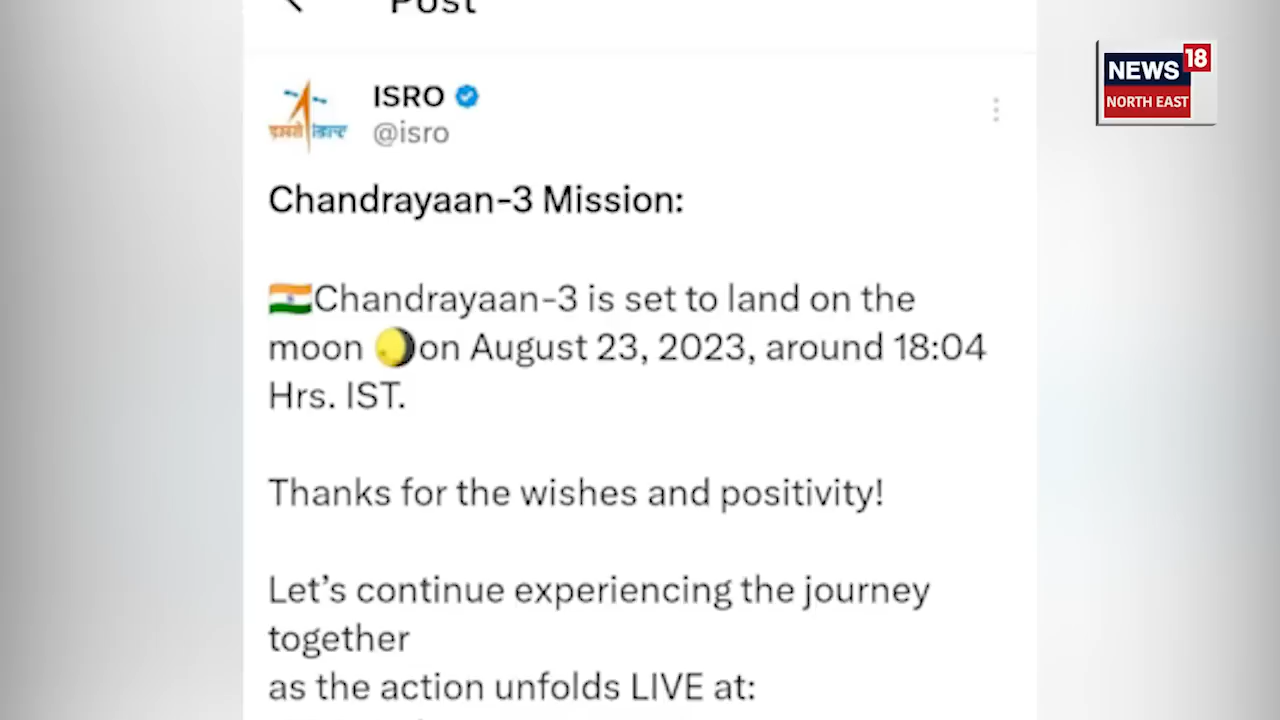 Post
NEWS 18
NORTH EAST
ISRO
@isro
इसरो isro
Chandrayaan-3 Mission:
🇮🇳Chandrayaan-3 is set to land on the
moon 🌖on August 23, 2023, around 18:04
Hrs. IST.
Thanks for the wishes and positivity!
Let’s continue experiencing the journey
together
as the action unfolds LIVE at: